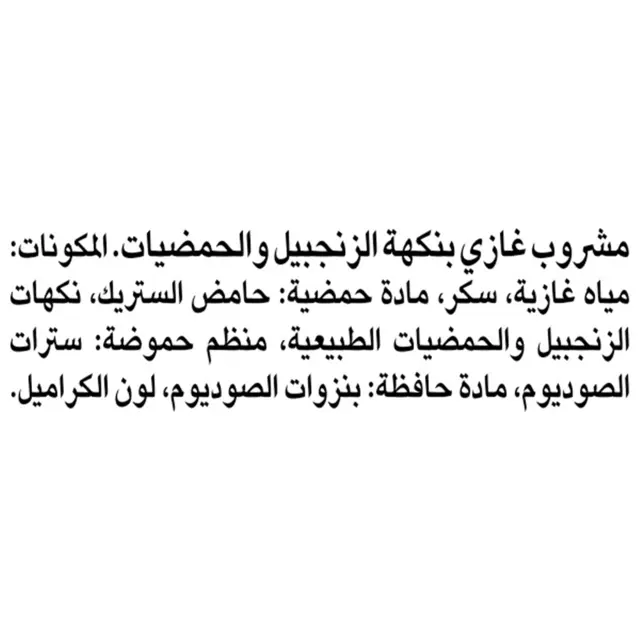 مشروب غازي بنكهة الزنجبيل والحمضيات. المكونات:
مياه غازية، سكر، مادة حمضية: حامض الستريك، نكهات
الزنجبيل والحمضيات الطبيعية، منظم حموضة: سترات
الصوديوم، مادة حافظة: بنزوات الصوديوم، لون الكراميل.